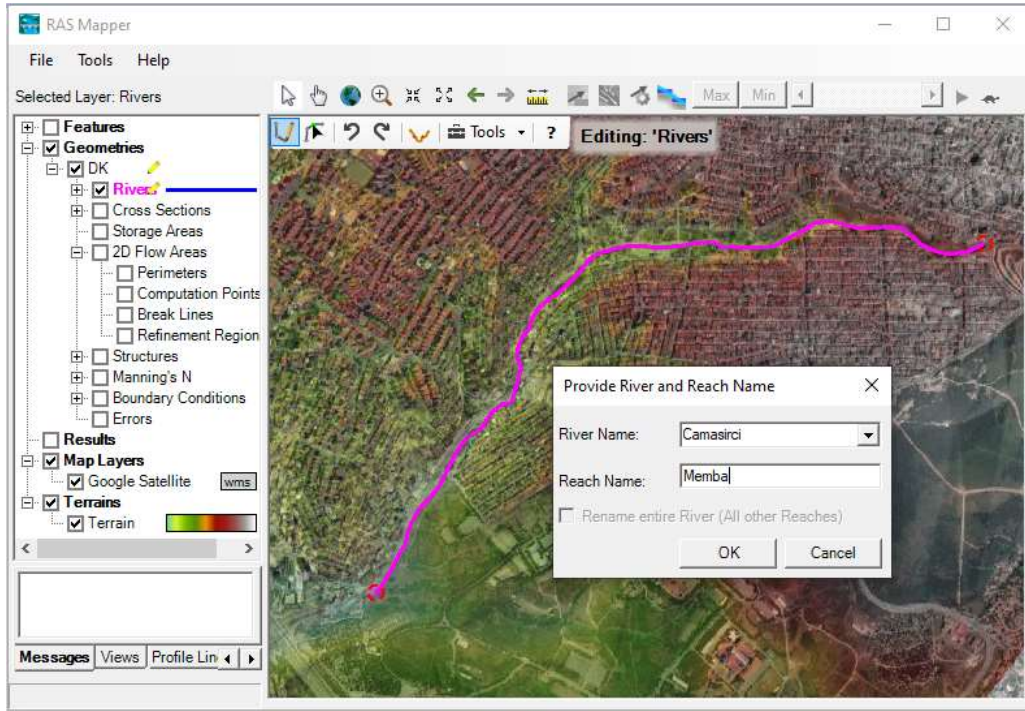 RAS Mapper
File Tools Help
Selected Layer: Rivers
Max Min
Features
Geometries
DK
Rivers
Cross Sections
Storage Areas
2D Flow Areas
Perimeters
Computation Points
Break Lines
Refinement Region
Structures
Manning's N
Boundary Conditions
Errors
Results
Map Layers
Google Satellite wms
Terrains
Terrain
Messages Views Profile Lin
Tools ? Editing: 'Rivers'
Provide River and Reach Name
River Name: Camasirci
Reach Name: Memba
Rename entire River (All other Reaches)
OK Cancel